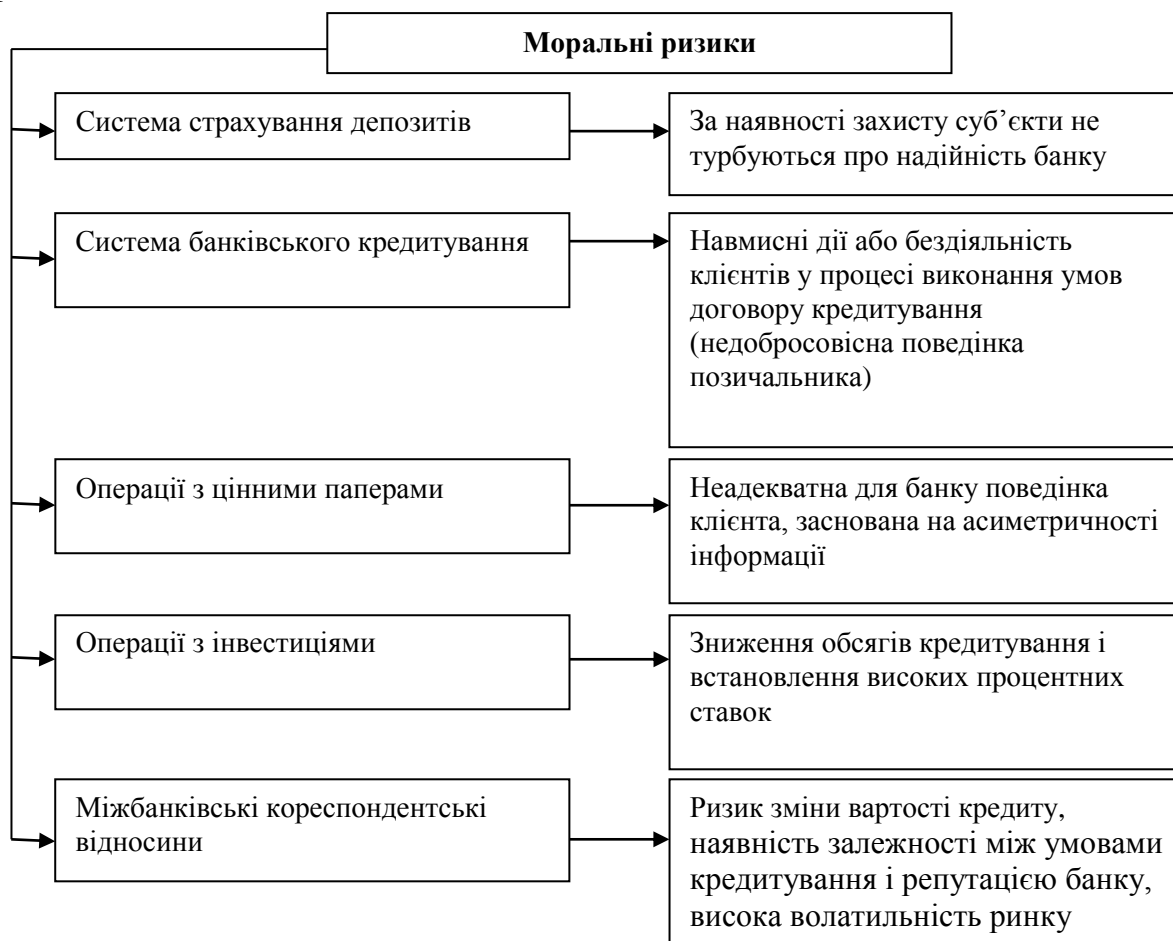 Моральні ризики
Система страхування депозитів
За наявності захисту суб’єкти не
турбуються про надійність банку
Система банківського кредитування
Навмисні дії або бездіяльність
клієнтів у процесі виконання умов
договору кредитування
(недобросовісна поведінка
позичальника)
Операції з цінними паперами
Неадекватна для банку поведінка
клієнта, заснована на асиметричності
інформації
Операції з інвестиціями
Зниження обсягів кредитування і
встановлення високих процентних
ставок
Міжбанківські кореспондентські
відносини
Ризик зміни вартості кредиту,
наявність залежності між умовами
кредитування і репутацією банку,
висока волатильність ринку